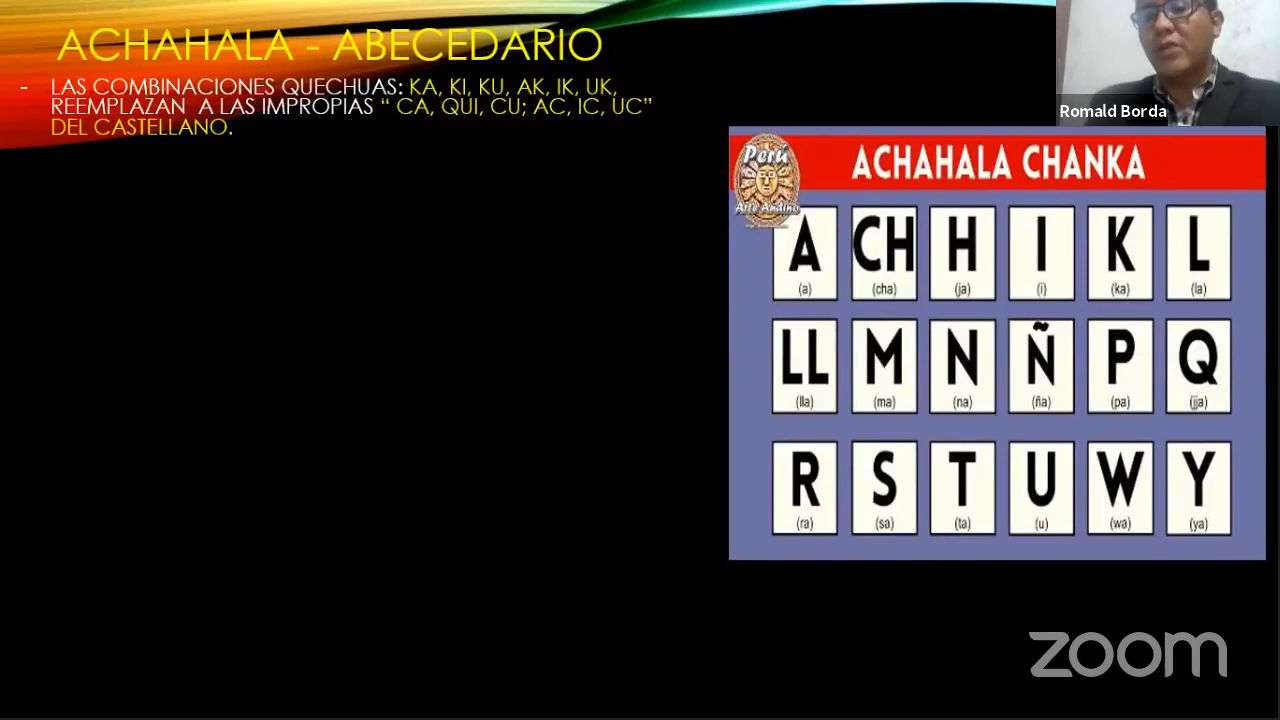 ACHAHALA - ABECEDARIO
- LAS COMBINACIONES QUECHUAS: KA, KI, KU, AK, IK, UK,
REEMPLAZAN A LAS IMPROPIAS “ CA, QUI, CU; AC, IC, UC”
DEL CASTELLANO.
Romald Borda
Perú
Arte Andino
ACHAHALA CHANKA
A CH H I K L
(a) (cha) (ja) (i) (ka) (la)
LL M N Ñ P Q
(lla) (ma) (na) (ña) (pa) (jja)
R S T U W Y
(ra) (sa) (ta) (u) (wa) (ya)
zoom